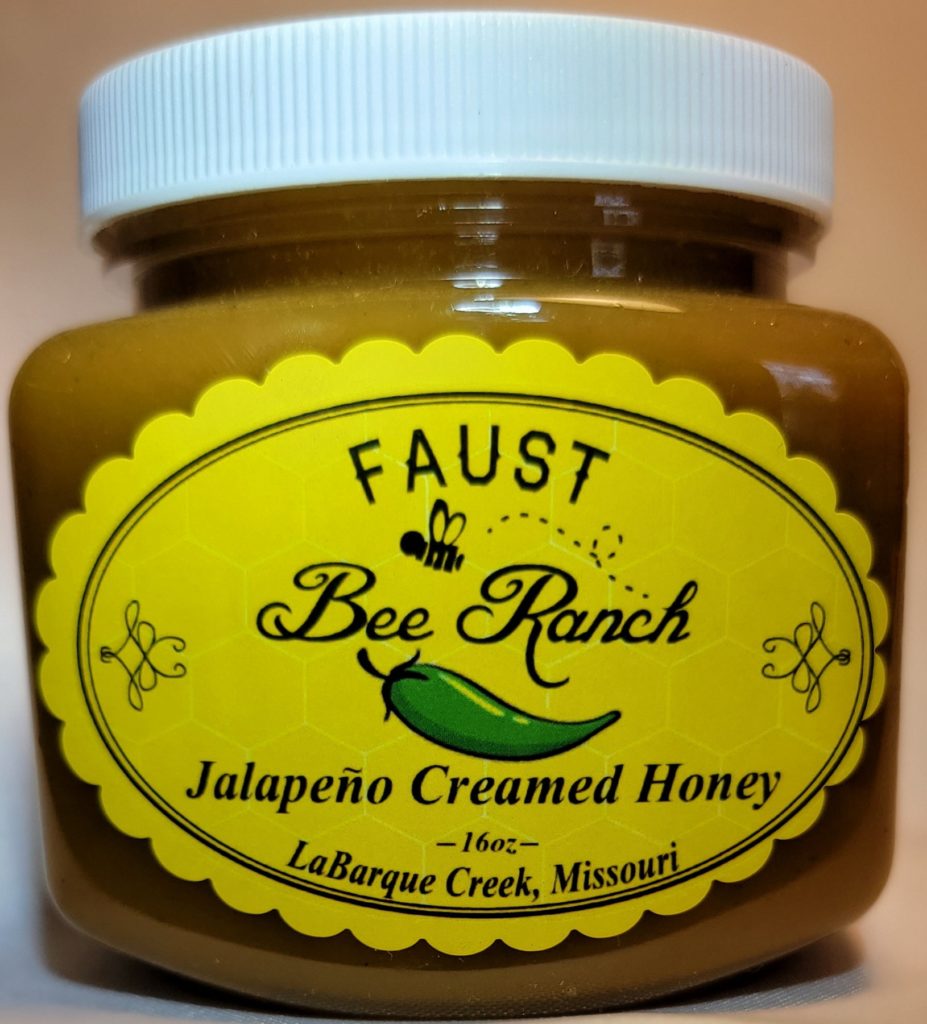 FAUST
Bee Ranch
Jalapeño Creamed Honey
–16oz–
LaBarque Creek, Missouri